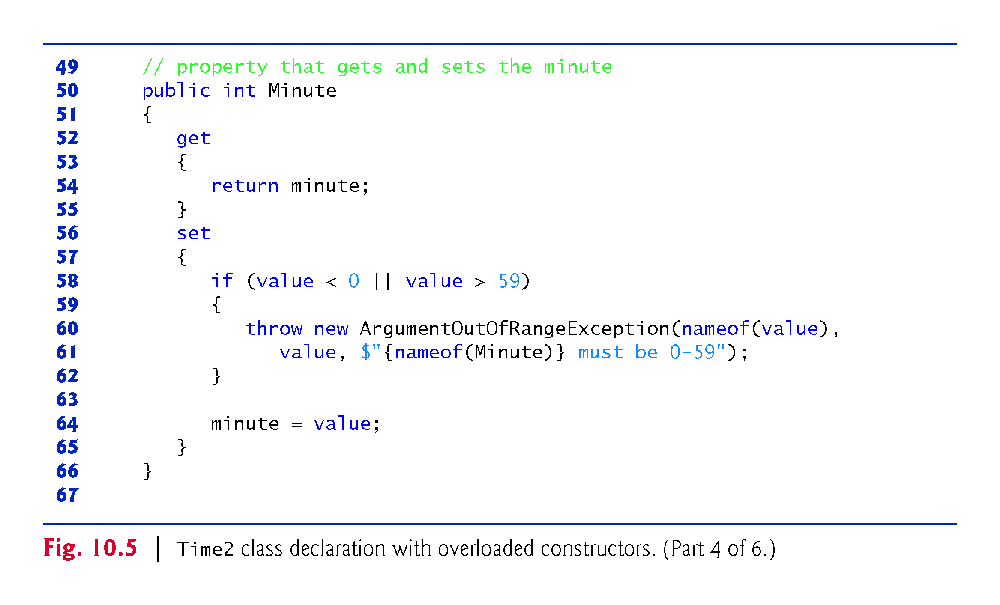 49 // property that gets and sets the minute
50 public int Minute
51 {
52 get
53 {
54 return minute;
55 }
56 set
57 {
58 if (value < 0 || value > 59)
59 {
60 throw new ArgumentOutOfRangeException(nameof(value),
61 value, $"{nameof(Minute)} must be 0-59");
62 }
63
64 minute = value;
65 }
66 }
67
Fig. 10.5 | Time2 class declaration with overloaded constructors. (Part 4 of 6.)